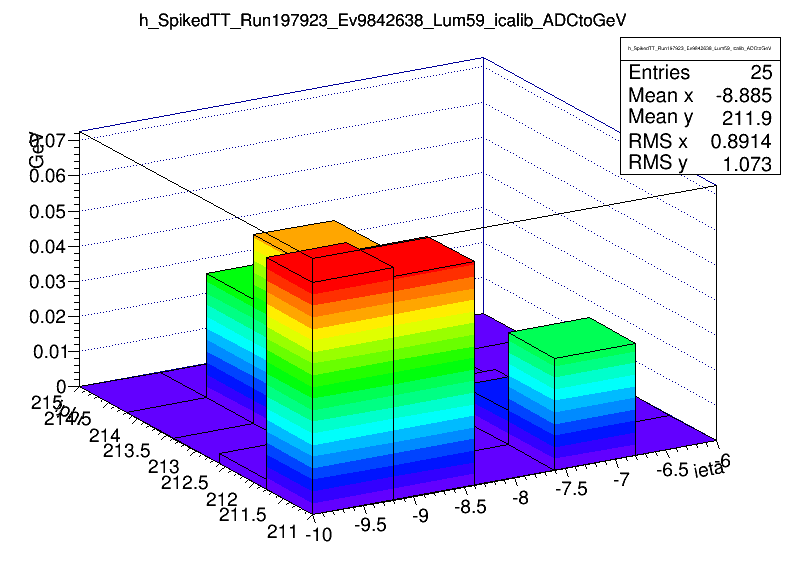 h_SpikedTT_Run197923_Ev9842638_Lum59_icalib_ADCtoGeV
h_SpikedTT_Run197923_Ev9842638_Lum59_icalib_ADCtoGeV
Entries 25
Mean x -8.885
Mean y 211.9
RMS x 0.8914
RMS y 1.073
GeV
0.07
0.06
0.05
0.04
0.03
0.02
0.01
0
215
214.5
214
213.5
213
212.5
212
211.5
211
-10
-9.5
-9
-8.5
-8
-7.5
-7
-6.5
-6
ieta